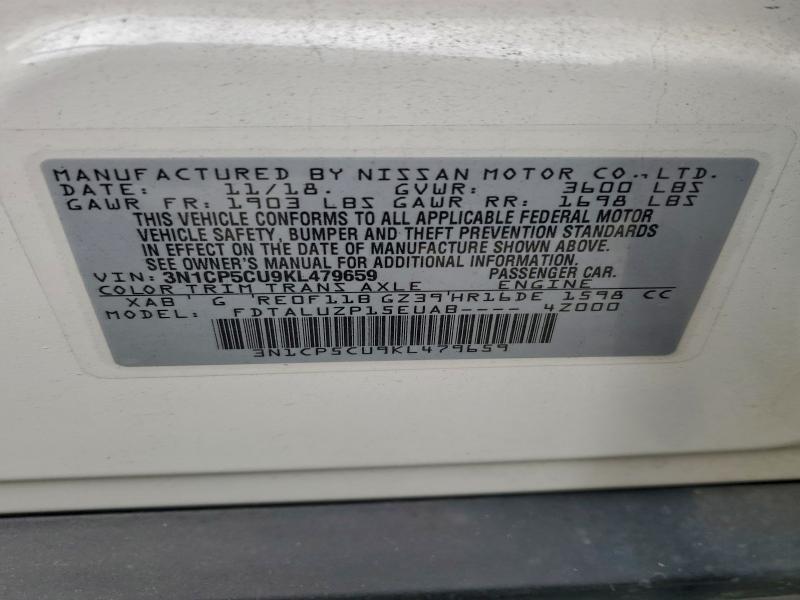 MANUFACTURED BY NISSAN MOTOR CO., LTD.
DATE: 11/18. GVWR: 3600 LBS
GAWR FR: 1903 LBS GAWR RR: 1698 LBS
THIS VEHICLE CONFORMS TO ALL APPLICABLE FEDERAL MOTOR
VEHICLE SAFETY, BUMPER AND THEFT PREVENTION STANDARDS
IN EFFECT ON THE DATE OF MANUFACTURE SHOWN ABOVE.
SEE OWNER'S MANUAL FOR ADDITIONAL INFORMATION.
VIN: 3N1CP5CU9KL479659 PASSENGER CAR.
COLOR TRIM TRANS AXLE ENGINE
XAB ' G 'RE0F11B GZ39'HR16DE 1598 CC
MODEL: FDTALUZP15EUAB---- 4Z000
3N1CP5CU9KL479659